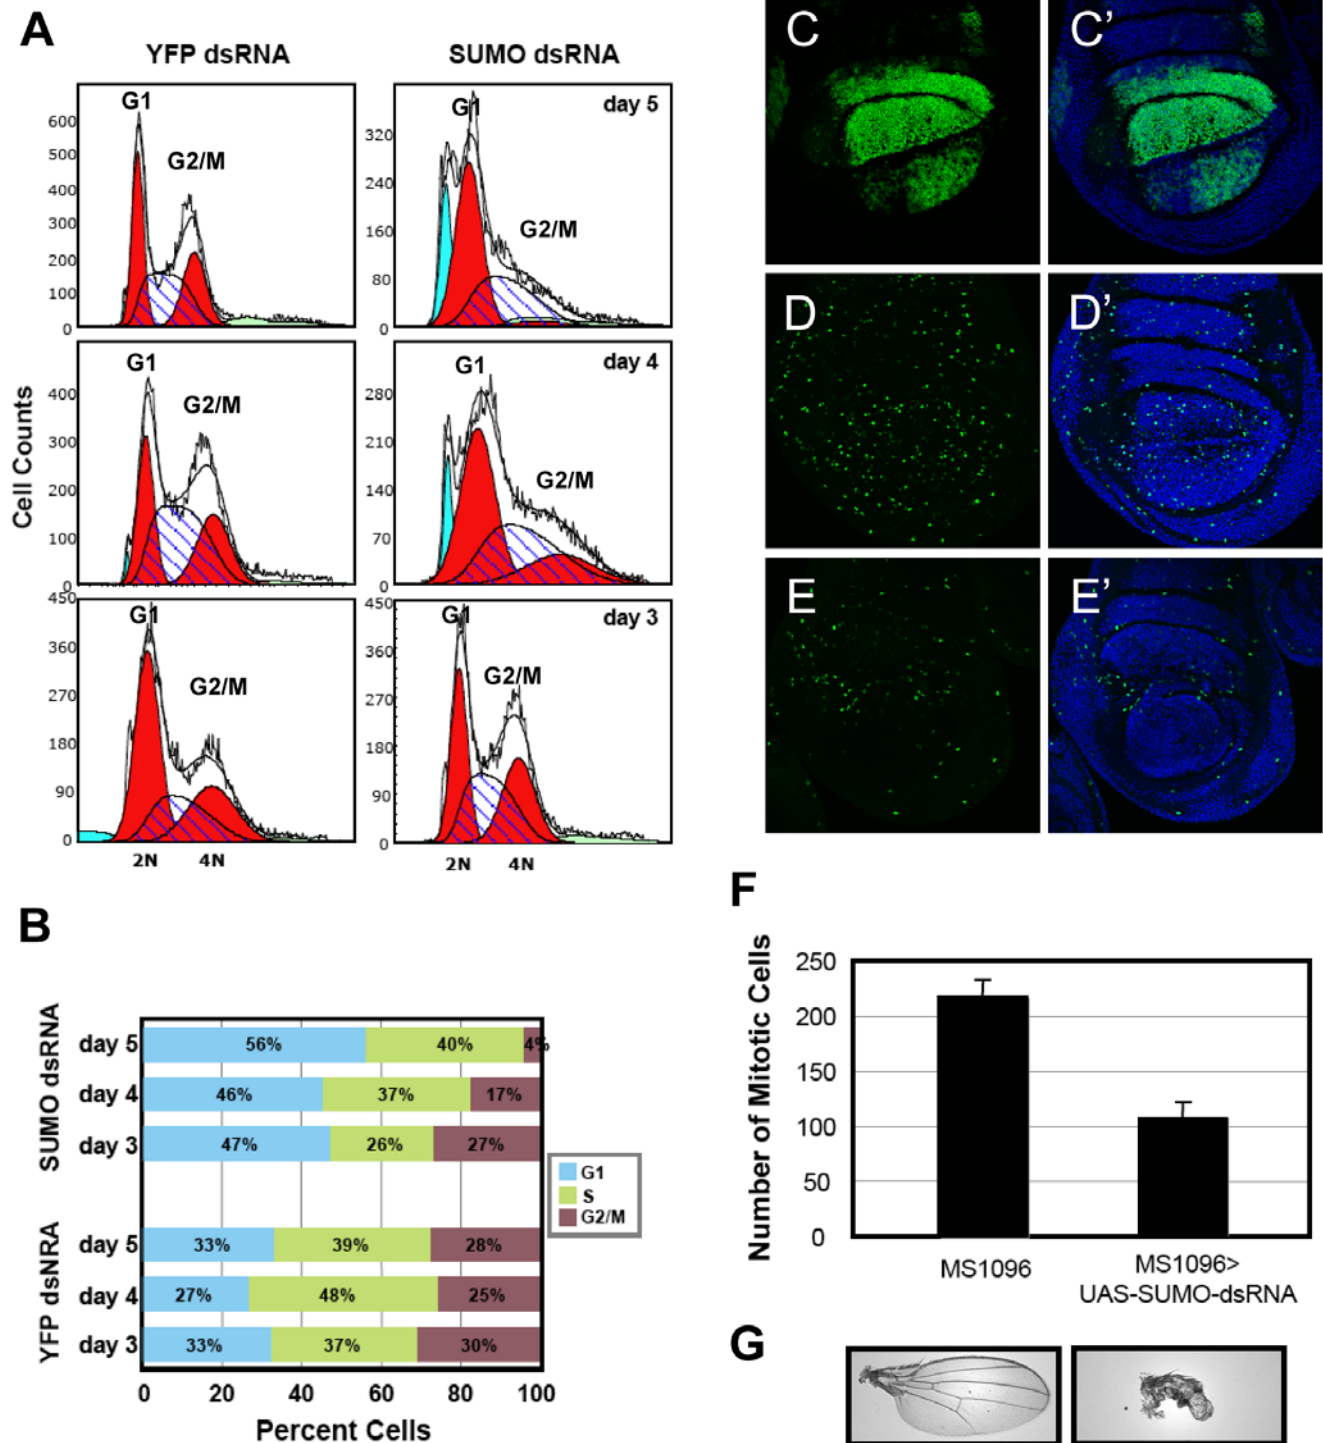 A
YFP dsRNA
SUMO dsRNA
G1
G2/M
600
500
400
300
200
100
0
G1
day 5
G2/M
320
240
160
80
0
Cell Counts
G1
G2/M
400
300
200
100
0
G1
day 4
G2/M
280
210
140
70
0
G1
G2/M
450
360
270
180
90
0
2N
4N
G1
day 3
G2/M
450
360
270
180
90
0
2N
4N
B
SUMO dsRNA
day 5
56%
40%
4%
day 4
46%
37%
17%
day 3
47%
26%
27%
YFP dsNRA
day 5
33%
39%
28%
day 4
27%
48%
25%
day 3
33%
37%
30%
0
20
40
60
80
100
Percent Cells
G1
S
G2/M
C
C'
D
D'
E
E'
F
Number of Mitotic Cells
250
200
150
100
50
0
MS1096
MS1096>
UAS-SUMO-dsRNA
G